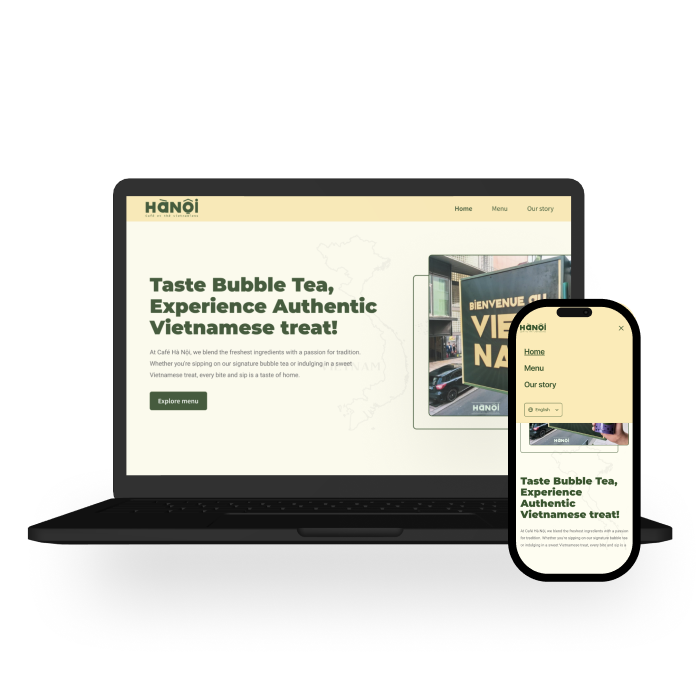 HÀNỘI
Home
Menu
Our story
Taste Bubble Tea,
Experience Authentic
Vietnamese treat!
At Café Hà Nội, we blend the freshest ingredients with a passion for tradition.
Whether you're sipping on our signature bubble tea or indulging in a sweet
Vietnamese treat, every bite and sip is a taste of home.
Explore menu
BIENVENUE AU
VIE
NA
HÀNỘI
HÀNỘI
Home
Menu
Our story
English
HÀNỘI
Taste Bubble Tea,
Experience
Authentic
Vietnamese treat!
At Café Hà Nội, we blend the freshest ingredients with a passion
for tradition. Whether you're sipping on our signature bubble tea
or indulging in a sweet Vietnamese treat, every bite and sip is a